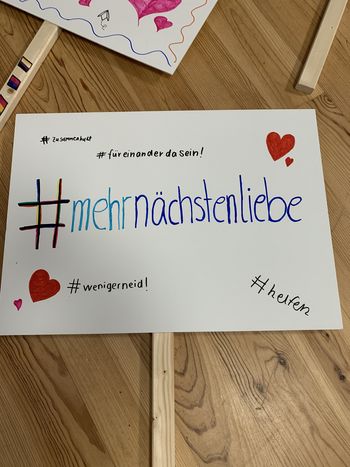 #zusammenhalt
#füreinanderdasein!
#mehrnächstenliebe
#wenigerneid!
#helfen